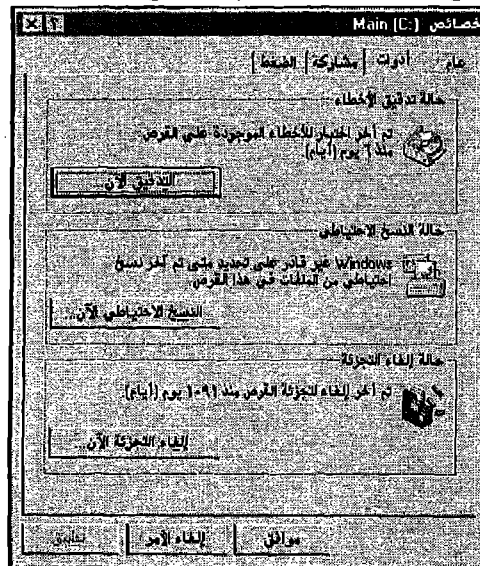 خصائص Main (C:)
عام أدوات مشاركة الضغط
حالة تدقيق الأخطاء
تم آخر اختبار للأخطاء الموجودة على القرص
منذ ٦ يوم (أيام)
التدقيق الآن...
حالة النسخ الاحتياطي
Windows غير قادر على تحديد متى تم آخر نسخ
احتياطي من الملفات في هذا القرص.
النسخ الاحتياطي الآن...
حالة إلغاء التجزئة
تم آخر إلغاء لتجزئة القرص منذ ١٠٩١ يوم (أيام)
إلغاء التجزئة الآن...
موافق إلغاء الأمر تطبيق